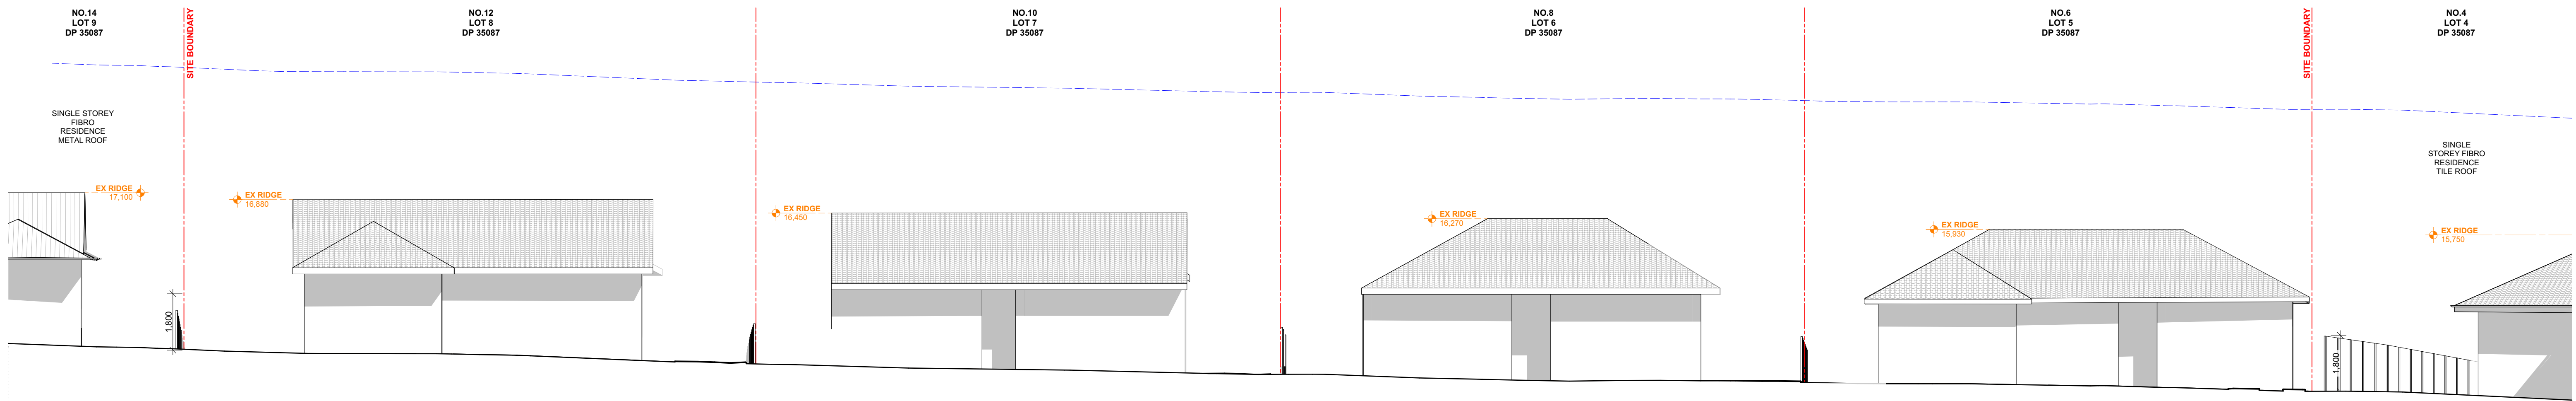 NO.14
LOT 9
DP 35087
SITE BOUNDARY
NO.12
LOT 8
DP 35087
NO.10
LOT 7
DP 35087
NO.8
LOT 6
DP 35087
NO.6
LOT 5
DP 35087
SITE BOUNDARY
NO.4
LOT 4
DP 35087
SINGLE STOREY
FIBRO
RESIDENCE
METAL ROOF
SINGLE
STOREY FIBRO
RESIDENCE
TILE ROOF
EX RIDGE
17,100
EX RIDGE
16,880
EX RIDGE
16,450
EX RIDGE
16,270
EX RIDGE
15,930
EX RIDGE
15,750
1,800
1,800